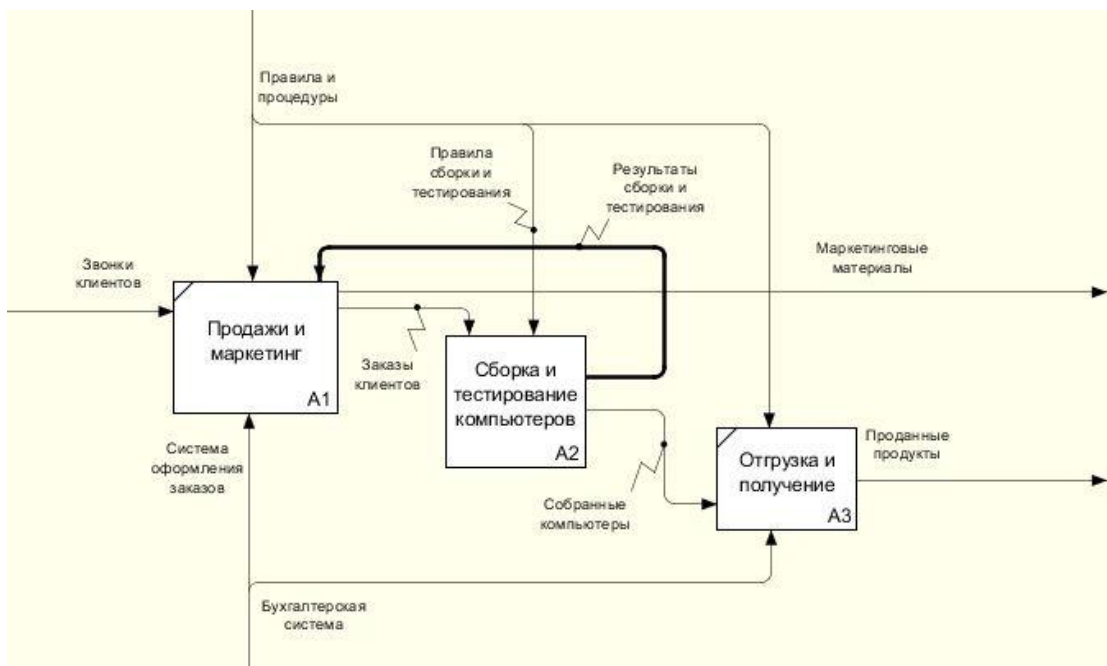 Правила и
процедуры
Правила
сборки и
тестирования
Результаты
сборки и
тестирования
Маркетинговые
материалы
Звонки
клиентов
Продажи и
маркетинг
A1
Заказы
клиентов
Сборка и
тестирование
компьютеров
A2
Система
оформления
заказов
Собранные
компьютеры
Отгрузка и
получение
A3
Проданные
продукты
Бухгалтерская
система